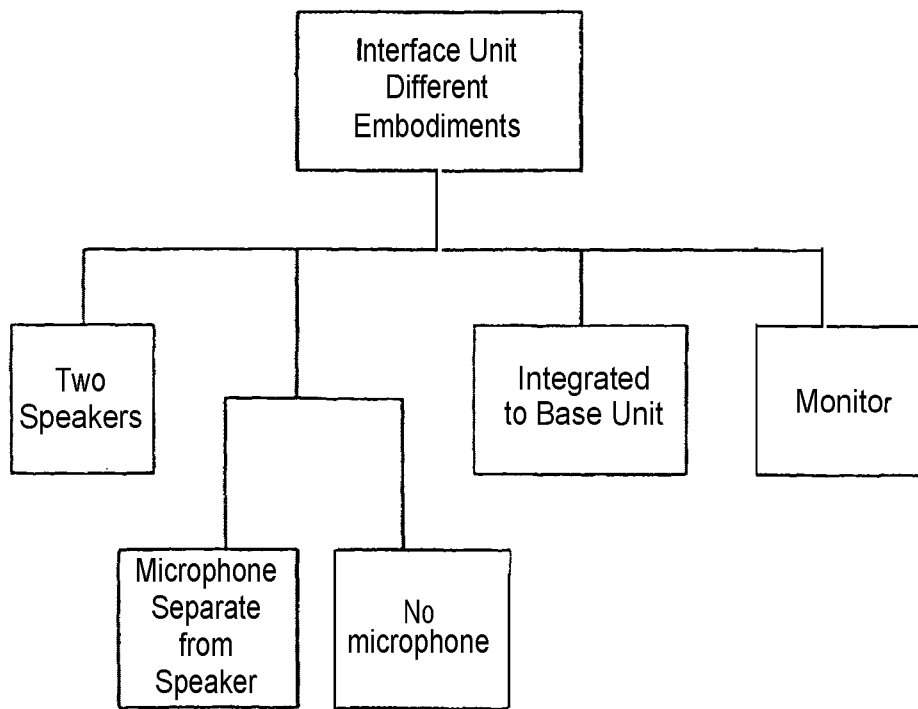 Interface Unit
Different
Embodiments
Two
Speakers
Integrated
to Base Unit
Monitor
Microphone
Separate
from
Speaker
No
microphone